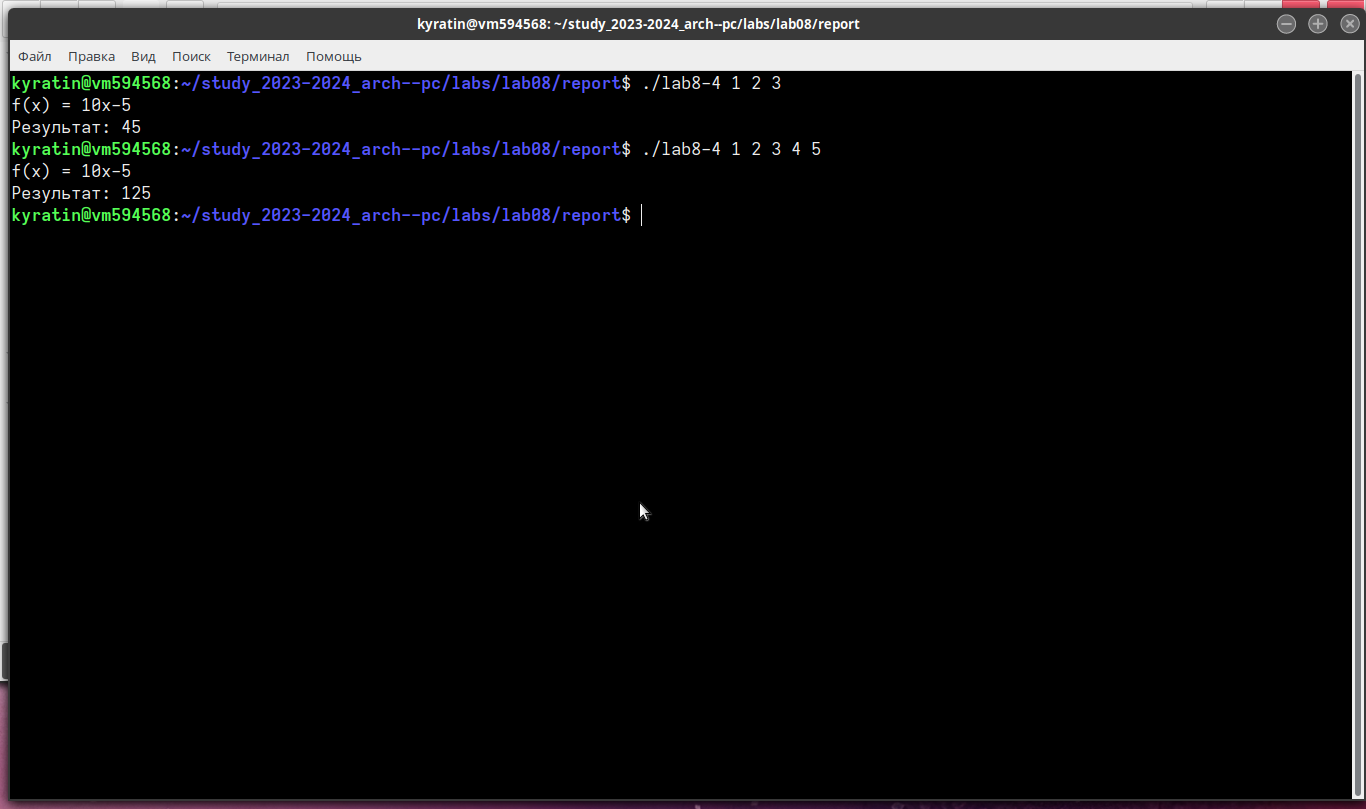 kyratin@vm594568: ~/study_2023-2024_arch--pc/labs/lab08/report
Файл Правка Вид Поиск Терминал Помощь
kyratin@vm594568:~/study_2023-2024_arch--pc/labs/lab08/report$ ./lab8-4 1 2 3
f(x) = 10x-5
Результат: 45
kyratin@vm594568:~/study_2023-2024_arch--pc/labs/lab08/report$ ./lab8-4 1 2 3 4 5
f(x) = 10x-5
Результат: 125
kyratin@vm594568:~/study_2023-2024_arch--pc/labs/lab08/report$